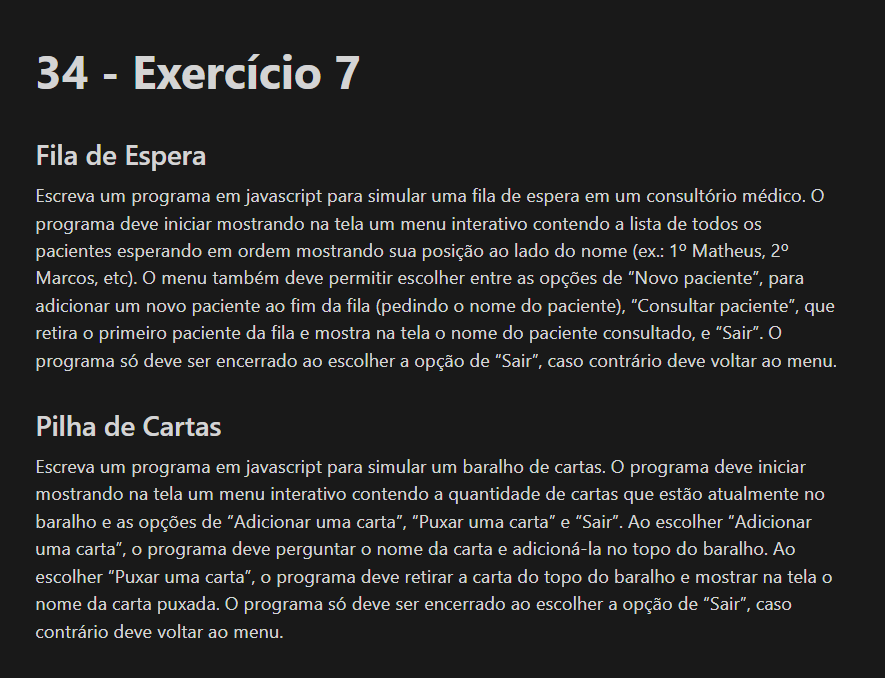 34 - Exercício 7
Fila de Espera
Escreva um programa em javascript para simular uma fila de espera em um consultório médico. O
programa deve iniciar mostrando na tela um menu interativo contendo a lista de todos os
pacientes esperando em ordem mostrando sua posição ao lado do nome (ex.: 1º Matheus, 2º
Marcos, etc). O menu também deve permitir escolher entre as opções de “Novo paciente”, para
adicionar um novo paciente ao fim da fila (pedindo o nome do paciente), “Consultar paciente”, que
retira o primeiro paciente da fila e mostra na tela o nome do paciente consultado, e “Sair”. O
programa só deve ser encerrado ao escolher a opção de “Sair”, caso contrário deve voltar ao menu.
Pilha de Cartas
Escreva um programa em javascript para simular um baralho de cartas. O programa deve iniciar
mostrando na tela um menu interativo contendo a quantidade de cartas que estão atualmente no
baralho e as opções de “Adicionar uma carta”, “Puxar uma carta” e “Sair”. Ao escolher “Adicionar
uma carta”, o programa deve perguntar o nome da carta e adicioná-la no topo do baralho. Ao
escolher “Puxar uma carta”, o programa deve retirar a carta do topo do baralho e mostrar na tela o
nome da carta puxada. O programa só deve ser encerrado ao escolher a opção de “Sair”, caso
contrário deve voltar ao menu.